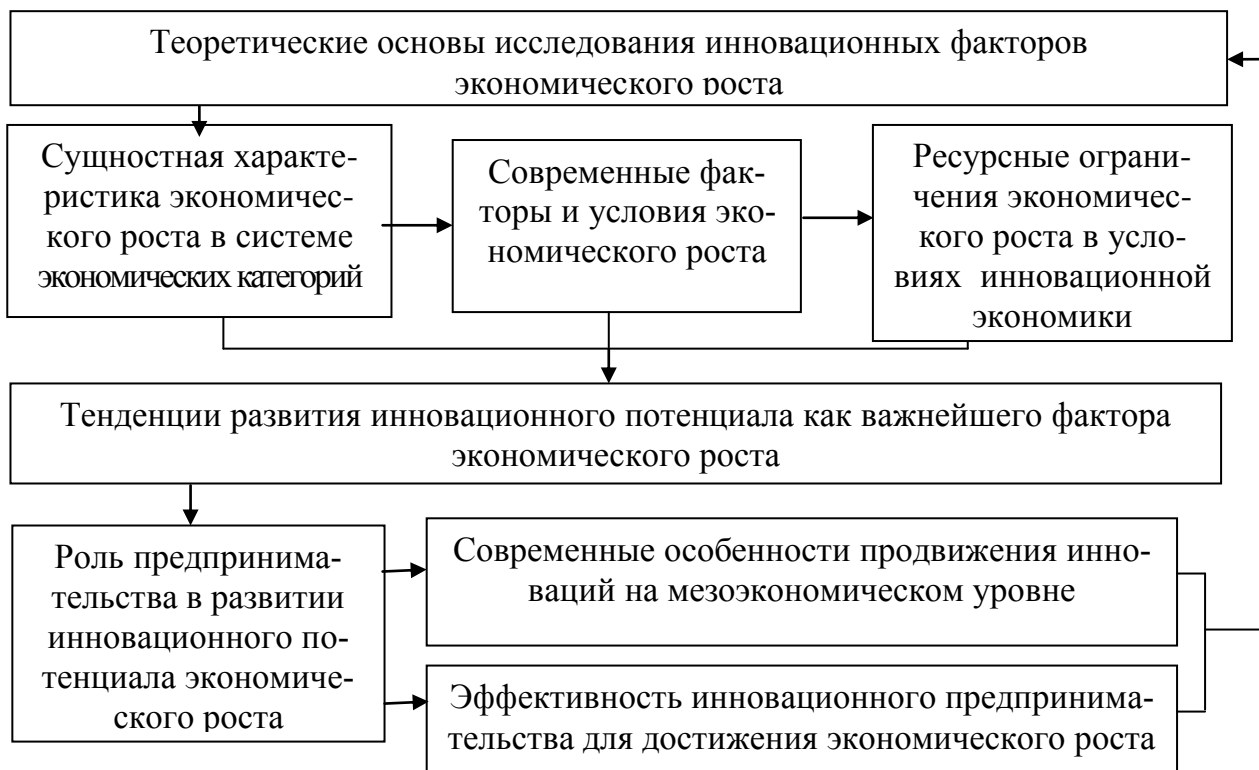 Теоретические основы исследования инновационных факторов
экономического роста
Сущностная характе-
ристика экономичес-
кого роста в системе
экономических категорий
Современные фак-
торы и условия эко-
номического роста
Ресурсные ограни-
чения экономичес-
кого роста в усло-
виях инновационной
экономики
Тенденции развития инновационного потенциала как важнейшего фактора
экономического роста
Роль предпринима-
тельства в развитии
инновационного по-
тенциала экономиче-
ского роста
Современные особенности продвижения инно-
ваций на мезоэкономическом уровне
Эффективность инновационного предпринима-
тельства для достижения экономического роста